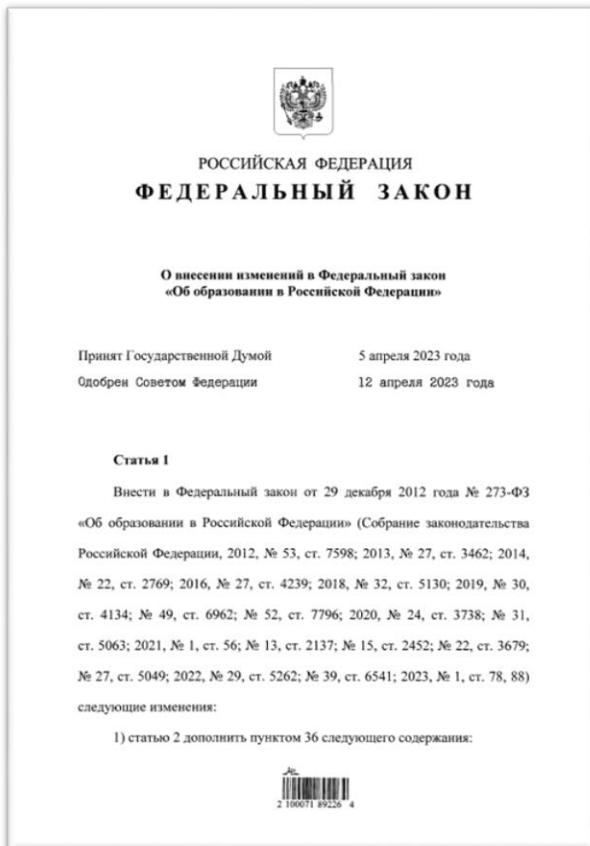 РОССИЙСКАЯ ФЕДЕРАЦИЯ
ФЕДЕРАЛЬНЫЙ ЗАКОН
О внесении изменений в Федеральный закон
«Об образовании в Российской Федерации»
Принят Государственной Думой 5 апреля 2023 года
Одобрен Советом Федерации 12 апреля 2023 года
Статья 1
Внести в Федеральный закон от 29 декабря 2012 года № 273-ФЗ
«Об образовании в Российской Федерации» (Собрание законодательства
Российской Федерации, 2012, № 53, ст. 7598; 2013, № 27, ст. 3462; 2014,
№ 22, ст. 2769; 2016, № 27, ст. 4239; 2018, № 32, ст. 5130; 2019, № 30,
ст. 4134; № 49, ст. 6962; № 52, ст. 7796; 2020, № 24, ст. 3738; № 31,
ст. 5063; 2021, № 1, ст. 56; № 13, ст. 2137; № 15, ст. 2452; № 22, ст. 3679;
№ 27, ст. 5049; 2022, № 29, ст. 5262; № 39, ст. 6541; 2023, № 1, ст. 78, 88)
следующие изменения:
1) статью 2 дополнить пунктом 36 следующего содержания:
2 100071 89226 4